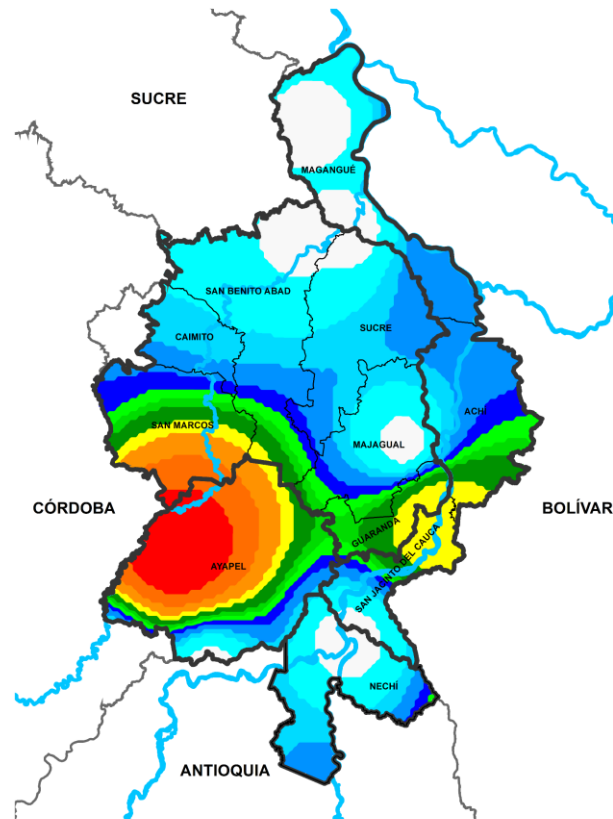 SUCRE
MAGANGUÉ
SAN BENITO ABAD
SUCRE
CAIMITO
ACHÍ
SAN MARCOS
MAJAGUAL
CÓRDOBA
BOLÍVAR
GUARANDA
AYAPEL
SAN JACINTO DEL CAUCA
NECHÍ
ANTIOQUIA